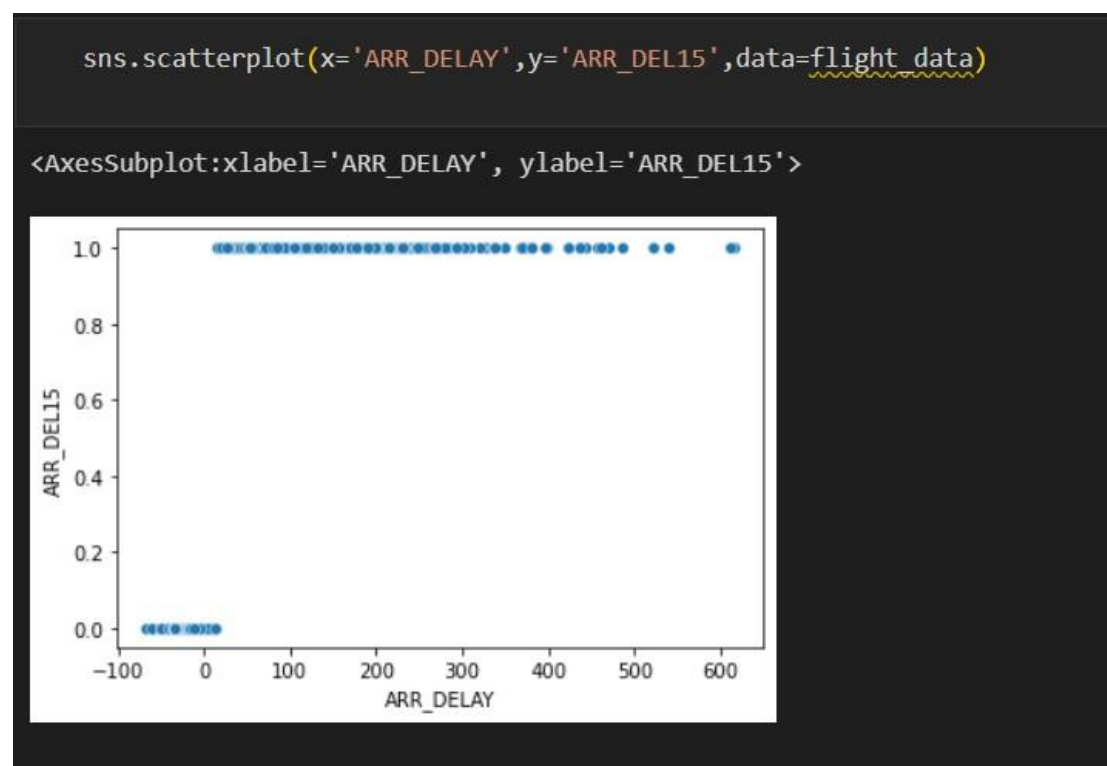 sns.scatterplot(x='ARR_DELAY',y='ARR_DEL15',data=flight_data)
<AxesSubplot:xlabel='ARR_DELAY', ylabel='ARR_DEL15'>
1.0
0.8
0.6
0.4
0.2
0.0
ARR_DEL15
−100 0 100 200 300 400 500 600
ARR_DELAY